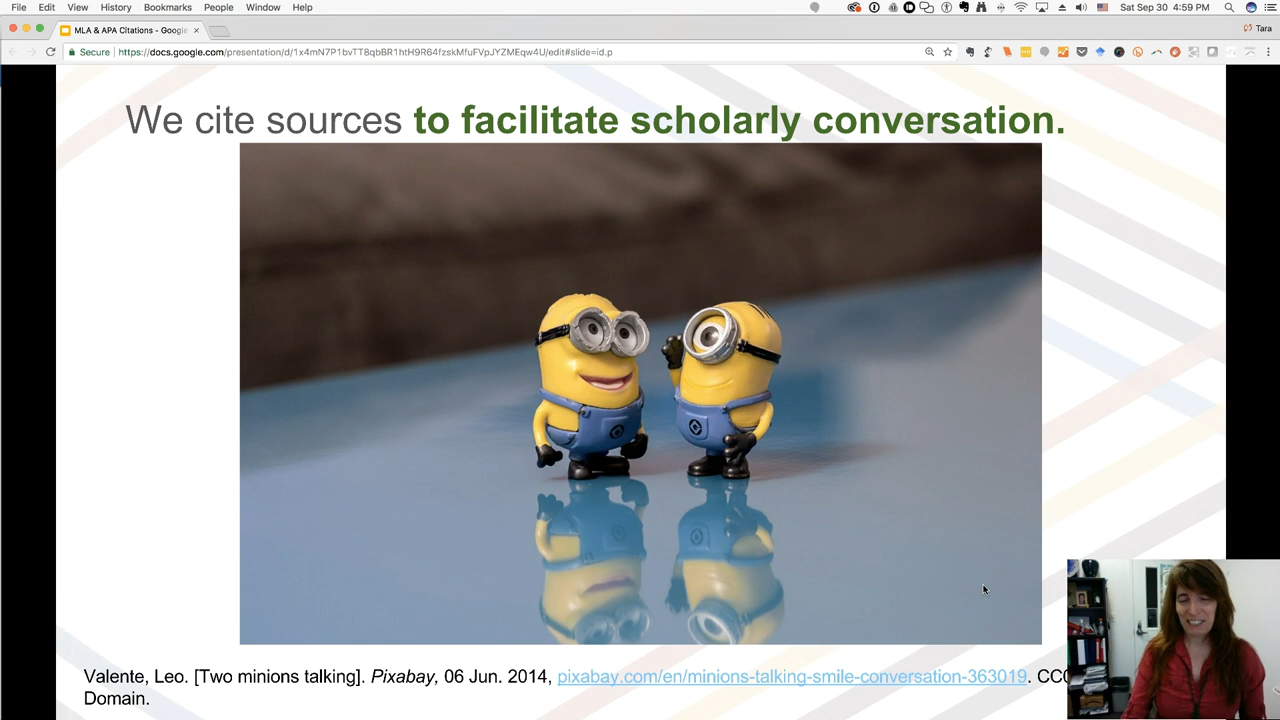 File Edit View History Bookmarks People Window Help
Sat Sep 30 4:59 PM
MLA & APA Citations - Google
Tara
Secure https://docs.google.com/presentation/d/1x4mN7P1bvTT8qbBR1htH9R64fzskMfuFVpJYZMEqw4U/edit#slide=id.p
We cite sources to facilitate scholarly conversation.
Valente, Leo. [Two minions talking]. Pixabay, 06 Jun. 2014, pixabay.com/en/minions-talking-smile-conversation-363019. CC0
Domain.